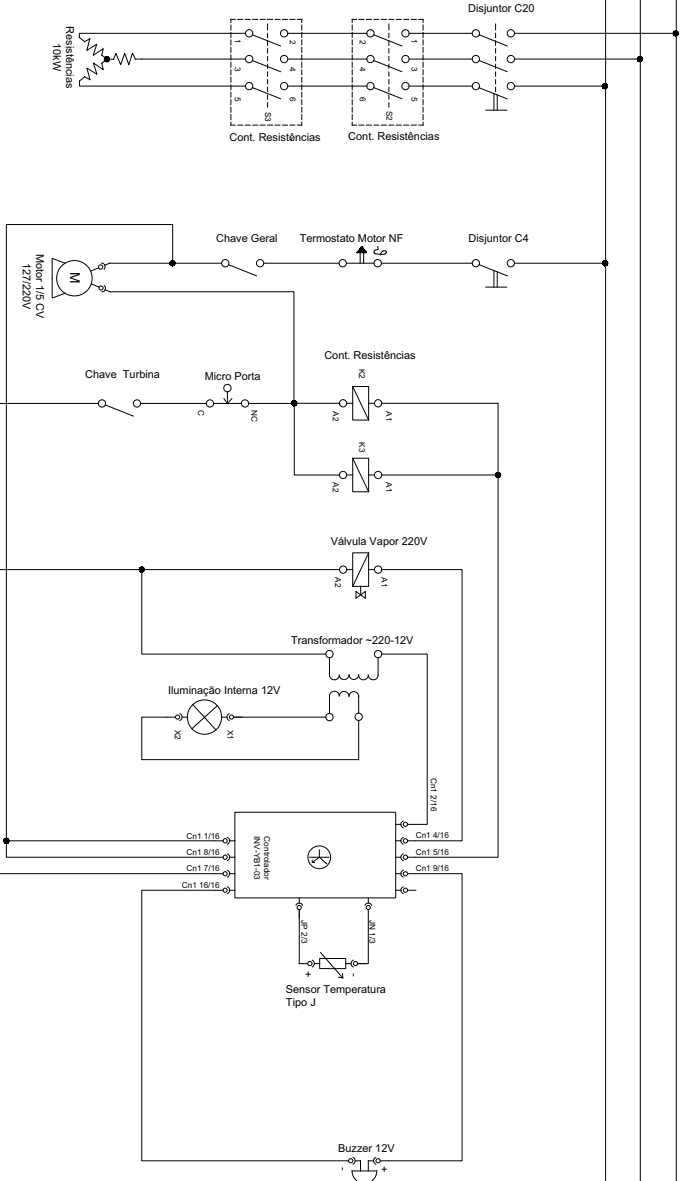 Disjuntor C20
Resistências
10kW
1
2
2
1
3
4
4
3
5
6
6
5
S3
S2
Cont. Resistências
Cont. Resistências
Chave Geral
Termostato Motor NF
Disjuntor C4
Motor 1/5 CV
127/220V
M
Cont. Resistências
Chave Turbina
Micro Porta
K2
C
NC
A2
A1
K3
A2
A1
Válvula Vapor 220V
A2
A1
Transformador ~220-12V
Iluminação Interna 12V
X2
X1
Cn1 2/16
Cn1 1/16
Cn1 4/16
Cn1 8/16
Cn1 5/16
Cn1 7/16
Cn1 9/16
Cn1 16/16
Controlador
INV-YB1-03
JP 2/3
JN 1/3
+
-
Sensor Temperatura
Tipo J
Buzzer 12V
-
+